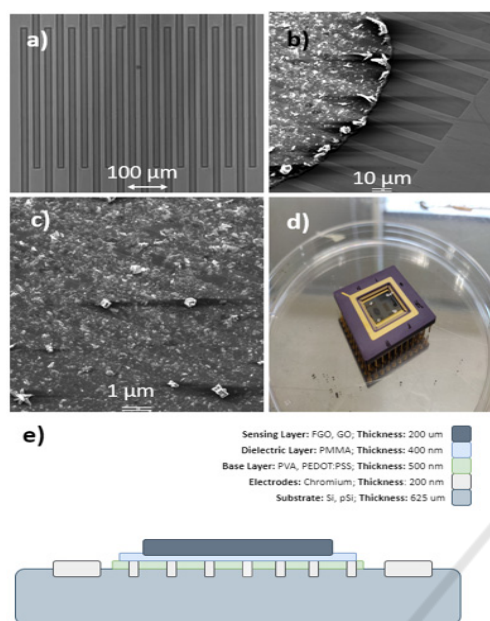 a)
100 µm
b)
10 µm
c)
1 µm
d)
e)
Sensing Layer: FGO, GO; Thickness: 200 um
Dielectric Layer: PMMA; Thickness: 400 nm
Base Layer: PVA, PEDOT:PSS; Thickness: 500 nm
Electrodes: Chromium; Thickness: 200 nm
Substrate: Si, pSi; Thickness: 625 um